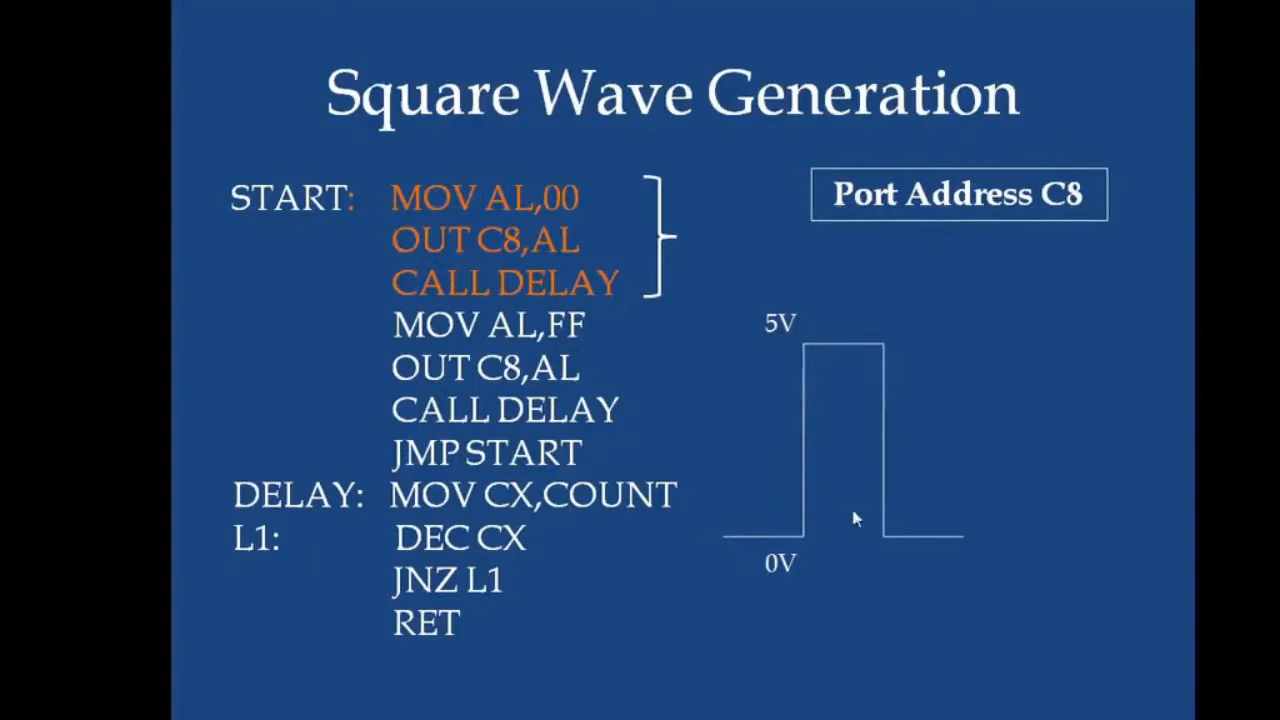 Square Wave Generation
START: MOV AL,00
OUT C8,AL
CALL DELAY
MOV AL,FF
OUT C8,AL
CALL DELAY
JMP START
DELAY: MOV CX,COUNT
L1: DEC CX
JNZ L1
RET
Port Address C8
5V
0V